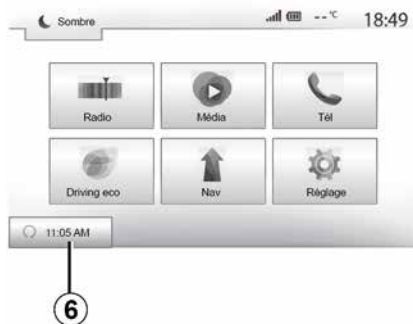 Sombre
--°C
18:49
Radio
Média
Tél
Driving eco
Nav
Réglage
11:05 AM
6